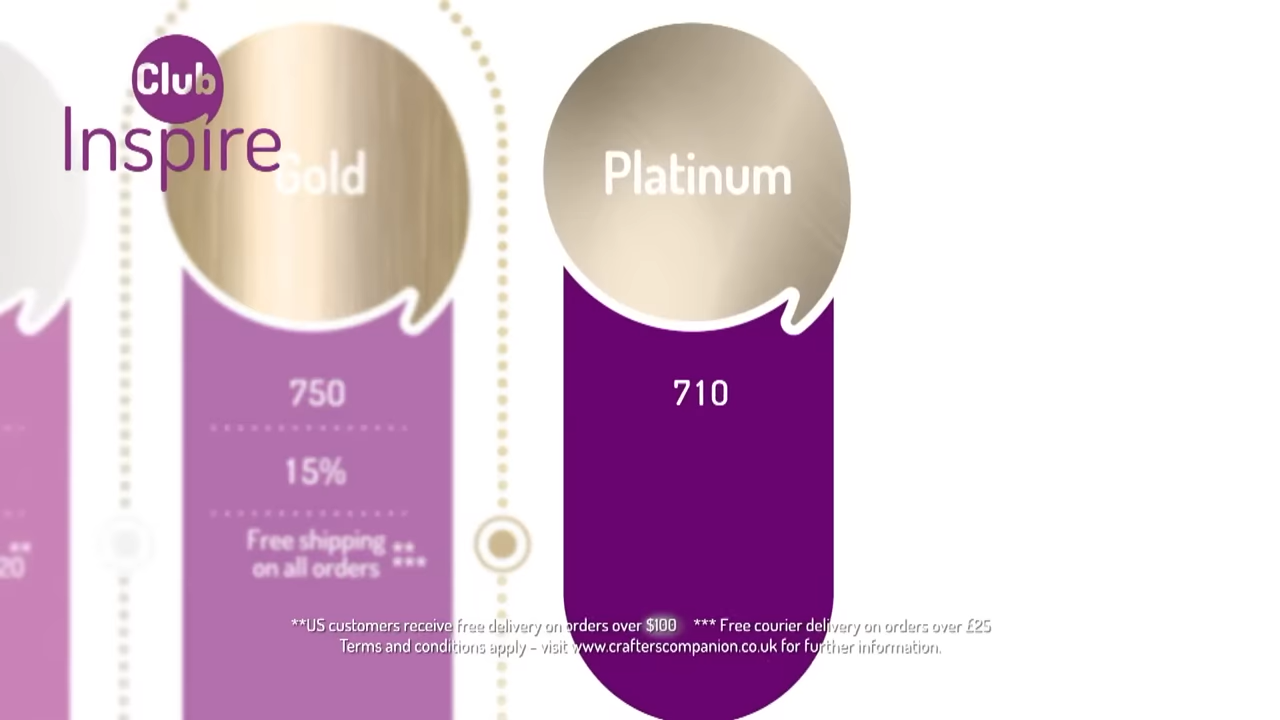 Club
Inspire
Gold
Platinum
750
710
15%
Free shipping **
on all orders ***
**
20
**US customers receive free delivery on orders over $100 *** Free courier delivery on orders over £25
Terms and conditions apply - visit www.crafterscompanion.co.uk for further information.